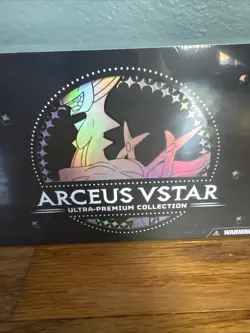 ARCEUS VSTAR
ULTRA-PREMIUM COLLECTION
WARNING